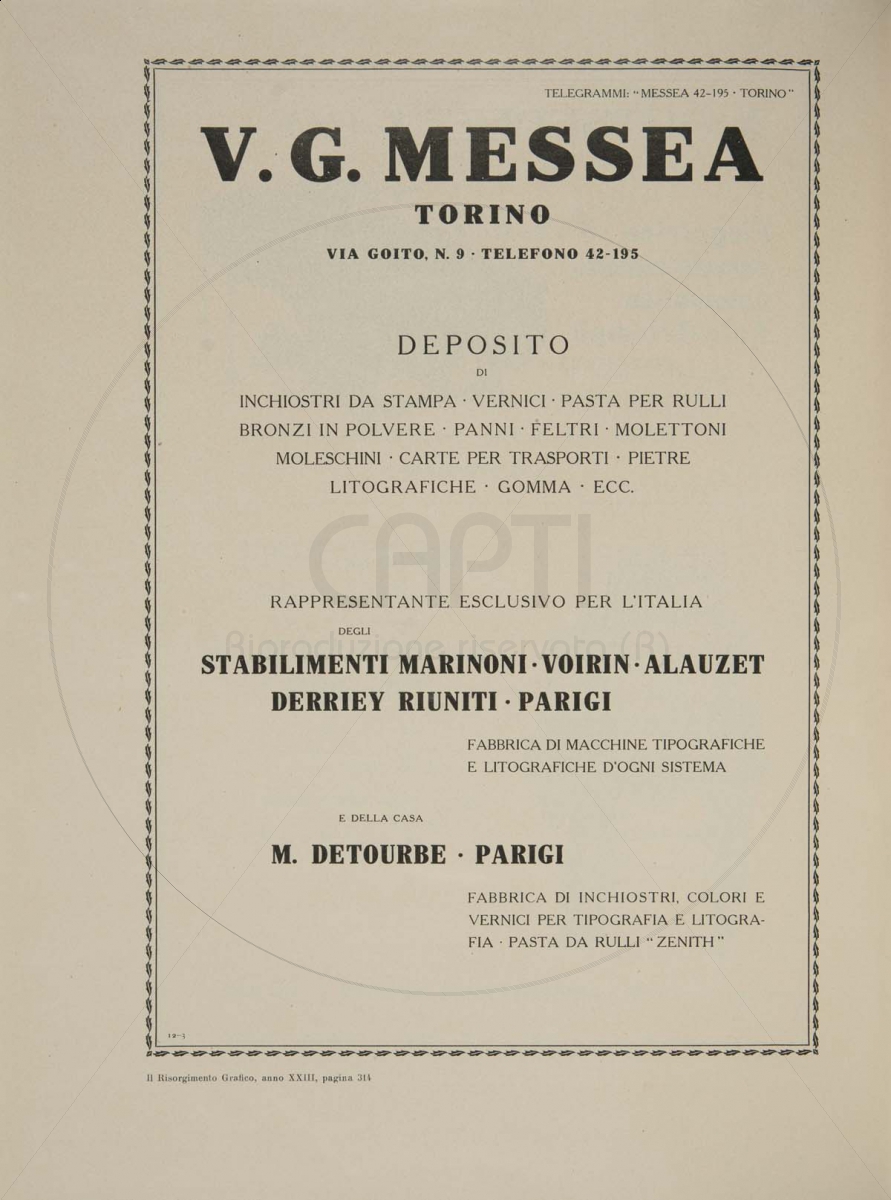 TELEGRAMMI: "MESSEA 42-195 · TORINO"
V. G. MESSEA
TORINO
VIA GOITO, N. 9 · TELEFONO 42-195
DEPOSITO
DI
INCHIOSTRI DA STAMPA · VERNICI · PASTA PER RULLI
BRONZI IN POLVERE · PANNI · FELTRI · MOLETTONI
MOLESCHINI · CARTE PER TRASPORTI · PIETRE
LITOGRAFICHE · GOMMA · ECC.
CAPTI
RAPPRESENTANTE ESCLUSIVO PER L'ITALIA
DEGLI
Riproduzione riservata (R)
STABILIMENTI MARINONI · VOIRIN · ALAUZET
DERRIEY RIUNITI · PARIGI
FABBRICA DI MACCHINE TIPOGRAFICHE
E LITOGRAFICHE D'OGNI SISTEMA
E DELLA CASA
M. DETOURBE · PARIGI
FABBRICA DI INCHIOSTRI, COLORI E
VERNICI PER TIPOGRAFIA E LITOGRA-
FIA · PASTA DA RULLI "ZENITH"
12-3
Il Risorgimento Grafico, anno XXIII, pagina 314